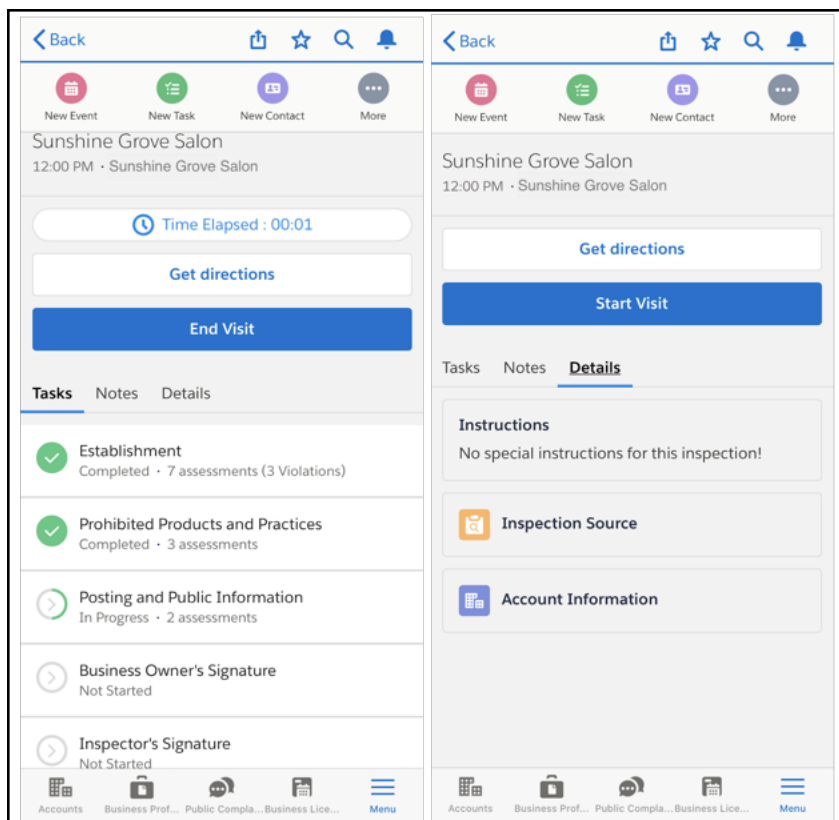 Back
New Event
New Task
New Contact
More
Sunshine Grove Salon
12:00 PM · Sunshine Grove Salon
Time Elapsed : 00:01
Get directions
End Visit
Tasks Notes Details
Establishment
Completed · 7 assessments (3 Violations)
Prohibited Products and Practices
Completed · 3 assessments
Posting and Public Information
In Progress · 2 assessments
Business Owner's Signature
Not Started
Inspector's Signature
Not Started
Accounts
Business Prof...
Public Compla...
Business Lice...
Menu
Back
New Event
New Task
New Contact
More
Sunshine Grove Salon
12:00 PM · Sunshine Grove Salon
Get directions
Start Visit
Tasks Notes Details
Instructions
No special instructions for this inspection!
Inspection Source
Account Information
Accounts
Business Prof...
Public Compla...
Business Lice...
Menu